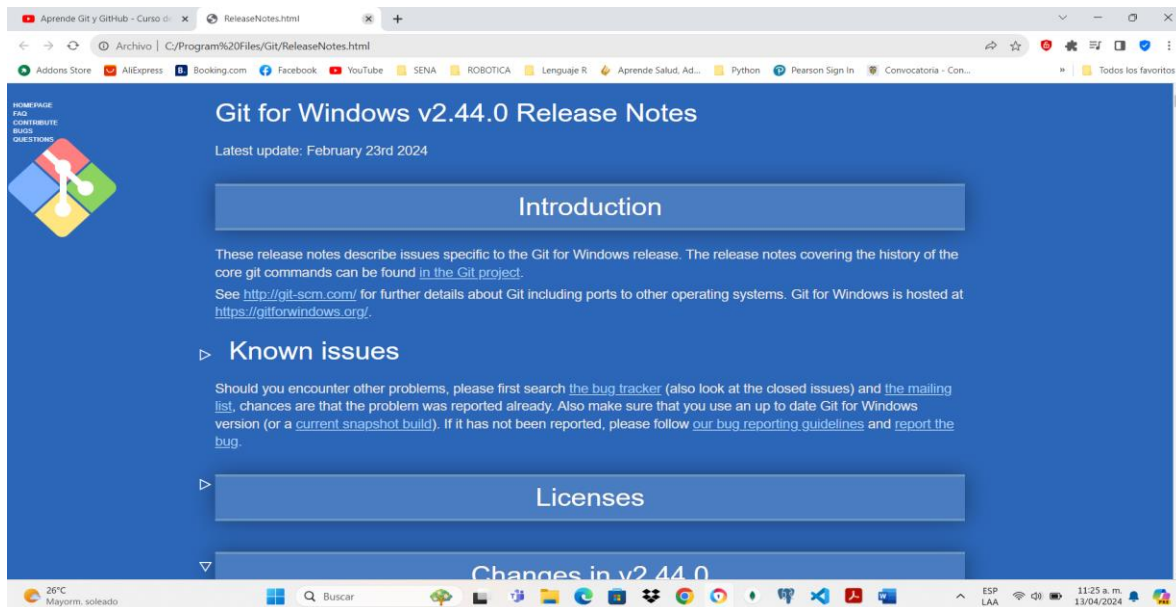 Aprende Git y GitHub - Curso de
ReleaseNotes.html
Archivo | C:/Program%20Files/Git/ReleaseNotes.html
Addons Store AliExpress Booking.com Facebook YouTube SENA ROBOTICA Lenguaje R Aprende Salud, Ad... Python Pearson Sign In Convocatoria - Con... » Todos los favoritos
HOMEPAGE
FAQ
CONTRIBUTE
BUGS
QUESTIONS
Git for Windows v2.44.0 Release Notes
Latest update: February 23rd 2024
Introduction
These release notes describe issues specific to the Git for Windows release. The release notes covering the history of the
core git commands can be found in the Git project.
See http://git-scm.com/ for further details about Git including ports to other operating systems. Git for Windows is hosted at
https://gitforwindows.org/.
Known issues
Should you encounter other problems, please first search the bug tracker (also look at the closed issues) and the mailing
list, chances are that the problem was reported already. Also make sure that you use an up to date Git for Windows
version (or a current snapshot build). If it has not been reported, please follow our bug reporting guidelines and report the
bug.
Licenses
Changes in v2.44.0
26°C
Mayorm. soleado
Buscar
ESP
LAA
11:25 a. m.
13/04/2024